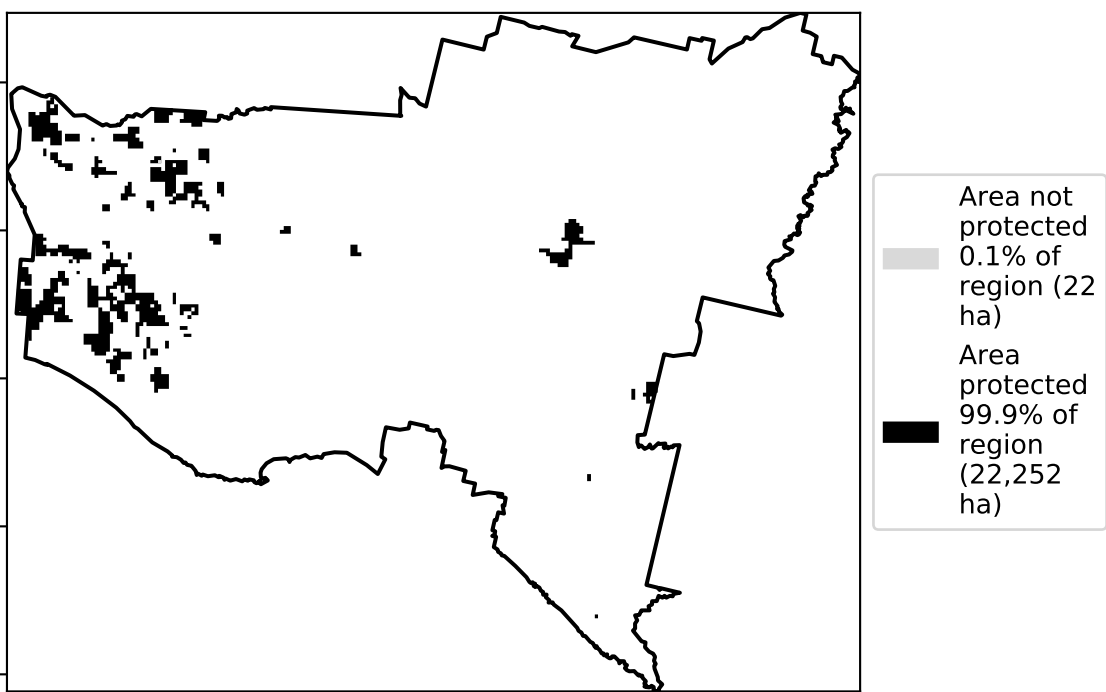 Area not
protected
0.1% of
region (22
ha)
Area
protected
99.9% of
region
(22,252
ha)